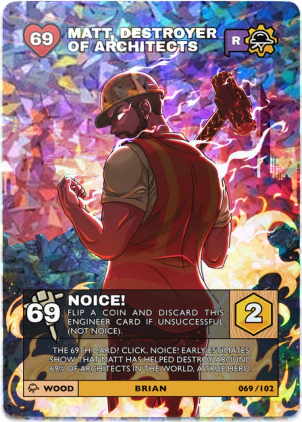 69
MATT, DESTROYER
OF ARCHITECTS
R
69
NOICE!
FLIP A COIN AND DISCARD THIS
ENGINEER CARD IF UNSUCCESSFUL
(NOT NOICE).
2
THE 69TH CARD? CLICK, NOICE! EARLY ESTIMATES
SHOW THAT MATT HAS HELPED DESTROY AROUND
69% OF ARCHITECTS IN THE WORLD, A TRUE HERO.
WOOD
BRIAN
069/102